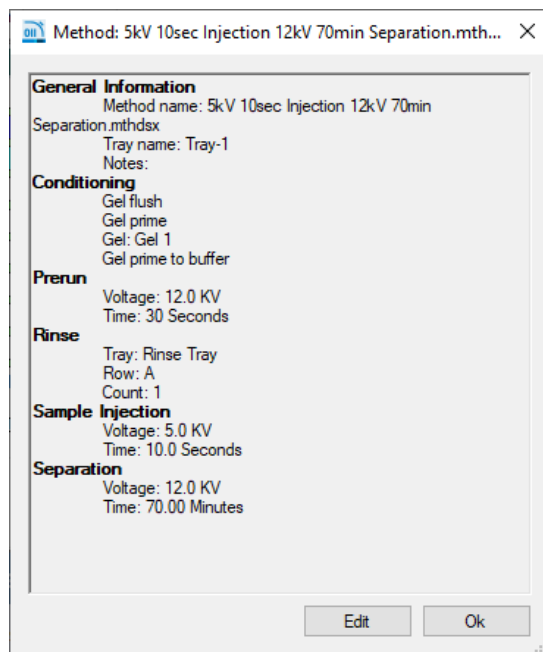 Method: 5kV 10sec Injection 12kV 70min Separation.mth...
General Information
Method name: 5kV 10sec Injection 12kV 70min
Separation.mthdsx
Tray name: Tray-1
Notes:
Conditioning
Gel flush
Gel prime
Gel: Gel 1
Gel prime to buffer
Prerun
Voltage: 12.0 KV
Time: 30 Seconds
Rinse
Tray: Rinse Tray
Row: A
Count: 1
Sample Injection
Voltage: 5.0 KV
Time: 10.0 Seconds
Separation
Voltage: 12.0 KV
Time: 70.00 Minutes
Edit
Ok